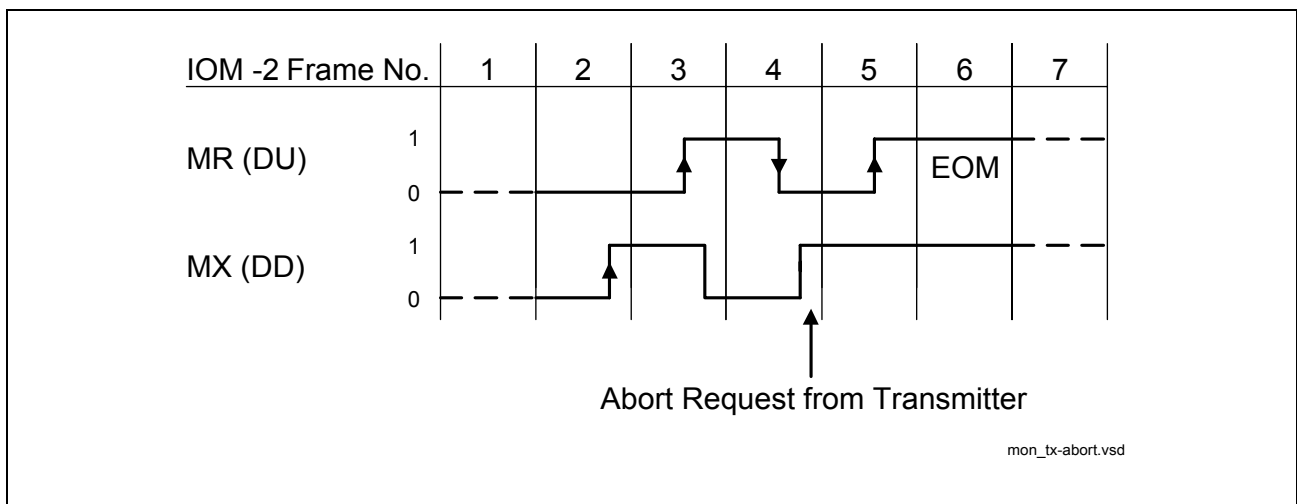 IOM -2 Frame No. 1 2 3 4 5 6 7
1
MR (DU)
EOM
0
1
MX (DD)
0
Abort Request from Transmitter
mon_tx-abort.vsd